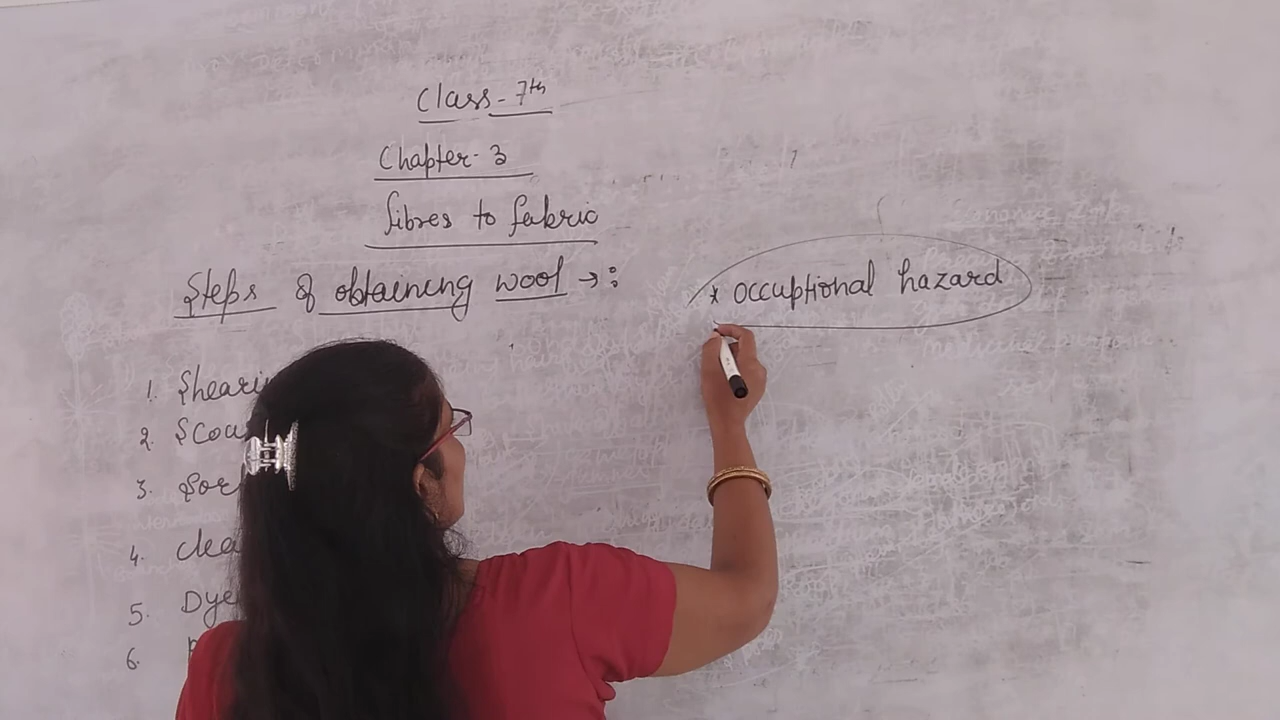 Class - 7th
Chapter - 3
fibres to fabric
Steps of obtaining wool → :
* occuptional hazard
1. Sheari
2. Scou
3. Sor
4. Clea
5. Dye
6.